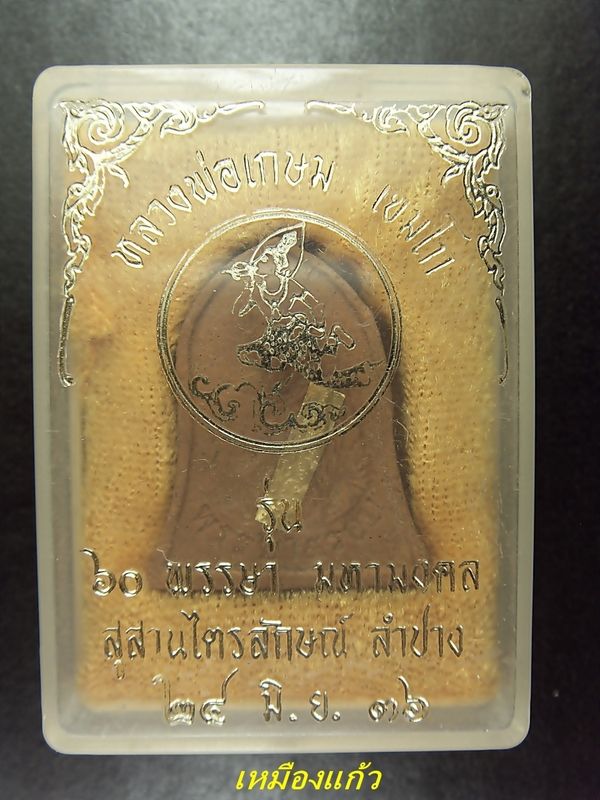 หลวงพ่อเกษม เขมโก
รุ่น
๖๐ พรรษา มหามงคล
สุสานไตรลักษณ์ ลำปาง
๒๔ มิ.ย. ๓๖
เหมืองแก้ว